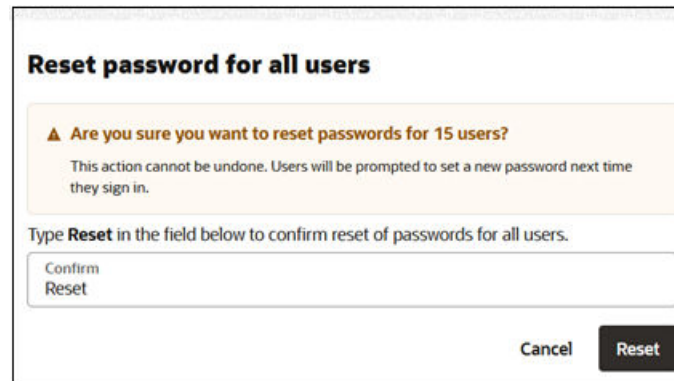 Reset password for all users
Are you sure you want to reset passwords for 15 users?
This action cannot be undone. Users will be prompted to set a new password next time
they sign in.
Type Reset in the field below to confirm reset of passwords for all users.
Confirm
Reset
Cancel
Reset